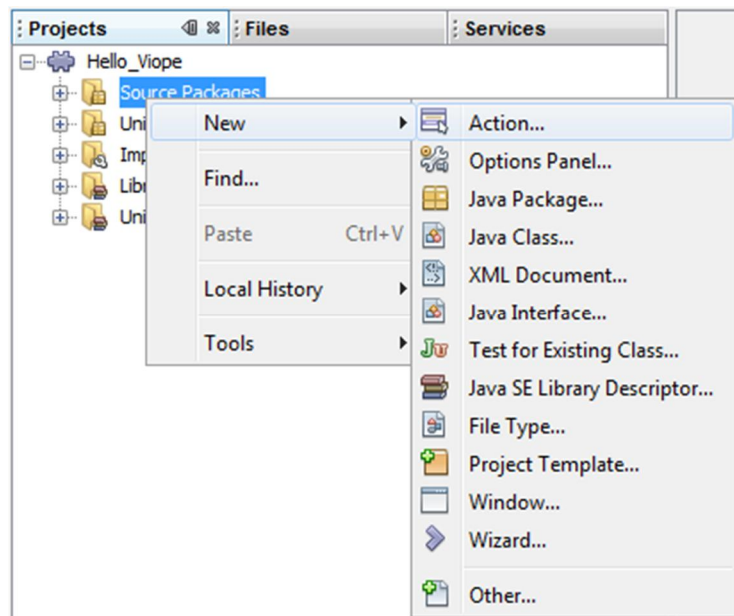 Projects
Files
Services
Hello_Viope
Source Packages
Uni
Imp
Libr
Uni
New
Find...
Paste Ctrl+V
Local History
Tools
Action...
Options Panel...
Java Package...
Java Class...
XML Document...
Java Interface...
Test for Existing Class...
Java SE Library Descriptor...
File Type...
Project Template...
Window...
Wizard...
Other...